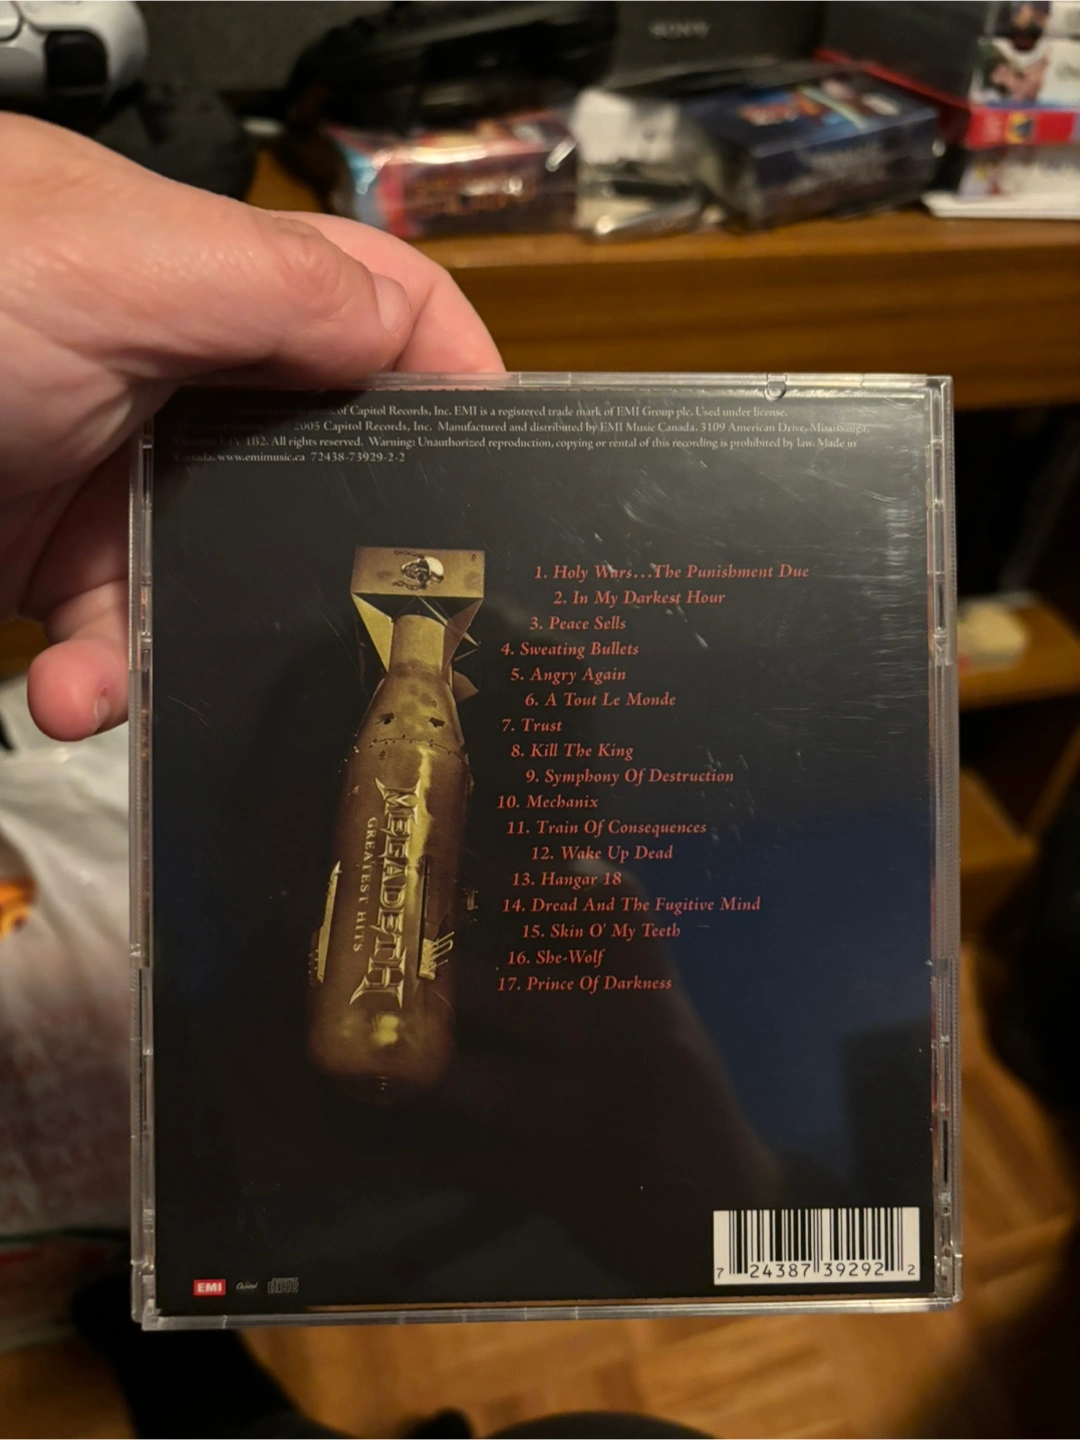 SONY
of Capitol Records, Inc. EMI is a registered trade mark of EMI Group plc. Used under license.
2005 Capitol Records, Inc. Manufactured and distributed by EMI Music Canada. 3109 American Drive, Mississauga,
1B2. All rights reserved. Warning: Unauthorized reproduction, copying or rental of this recording is prohibited by law. Made in
Canada. www.emimusic.ca 72438-73929-2-2
1. Holy Wars...The Punishment Due
2. In My Darkest Hour
3. Peace Sells
4. Sweating Bullets
5. Angry Again
6. A Tout Le Monde
7. Trust
8. Kill The King
9. Symphony Of Destruction
10. Mechanix
11. Train Of Consequences
12. Wake Up Dead
13. Hangar 18
14. Dread And The Fugitive Mind
15. Skin O' My Teeth
16. She-Wolf
17. Prince Of Darkness
MEGADETH
GREATEST HITS
7 24387 39292 2
EMI
Capitol